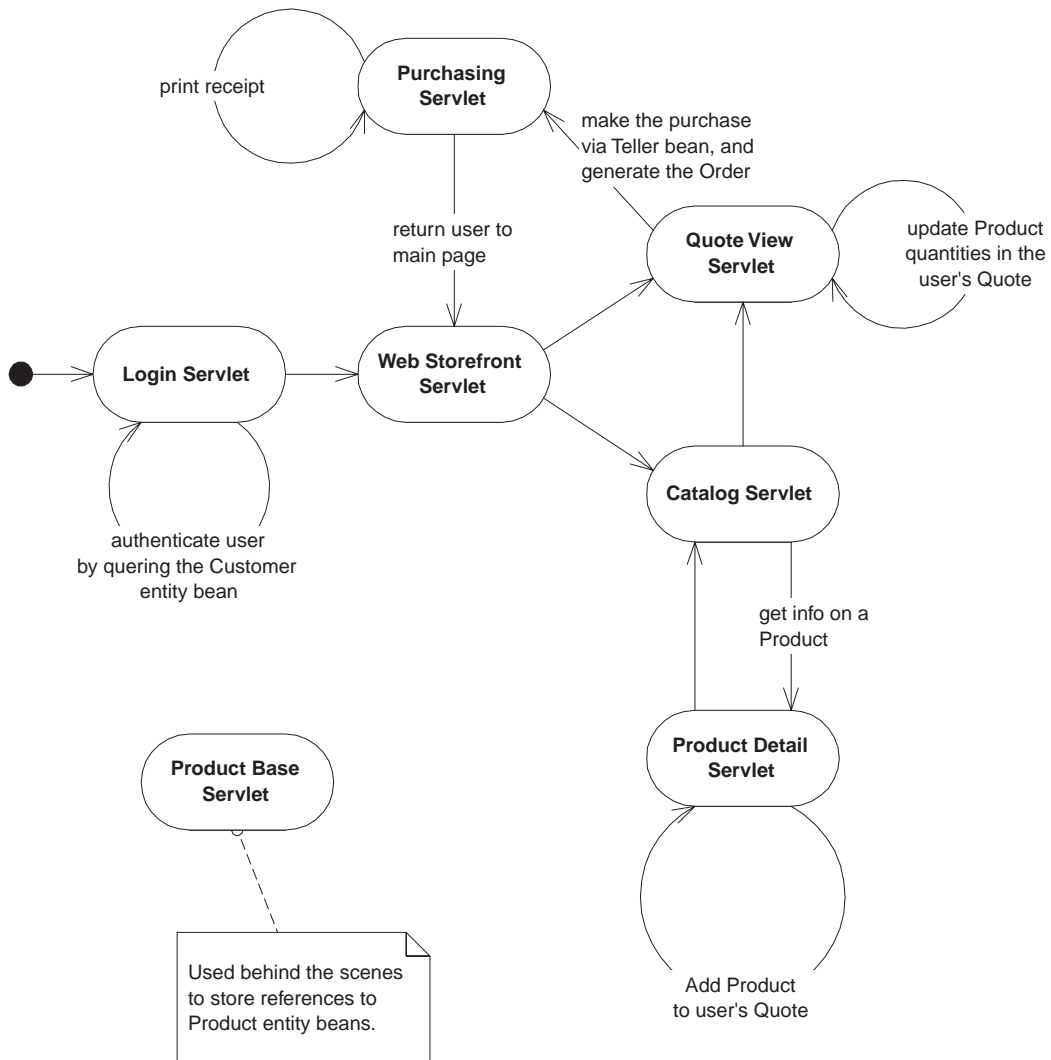 print receipt
Purchasing
Servlet
make the purchase
via Teller bean, and
generate the Order
return user to
main page
Quote View
Servlet
update Product
quantities in the
user's Quote
Login Servlet
Web Storefront
Servlet
Catalog Servlet
authenticate user
by quering the Customer
entity bean
get info on a
Product
Product Detail
Servlet
Product Base
Servlet
Used behind the scenes
to store references to
Product entity beans.
Add Product
to user's Quote